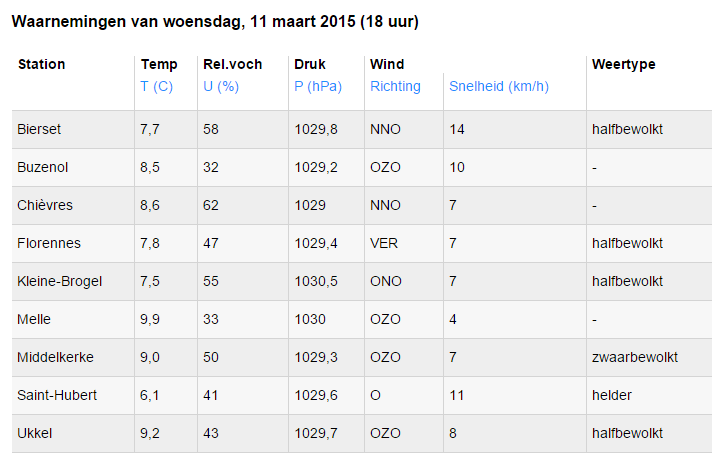 Waarnemingen van woensdag, 11 maart 2015 (18 uur)
Station Temp Rel.voch Druk Wind Weertype
T (C) U (%) P (hPa) Richting Snelheid (km/h)
Bierset 7,7 58 1029,8 NNO 14 halfbewolkt
Buzenol 8,5 32 1029,2 OZO 10 -
Chièvres 8,6 62 1029 NNO 7 -
Florennes 7,8 47 1029,4 VER 7 halfbewolkt
Kleine-Brogel 7,5 55 1030,5 ONO 7 halfbewolkt
Melle 9,9 33 1030 OZO 4 -
Middelkerke 9,0 50 1029,3 OZO 7 zwaarbewolkt
Saint-Hubert 6,1 41 1029,6 O 11 helder
Ukkel 9,2 43 1029,7 OZO 8 halfbewolkt